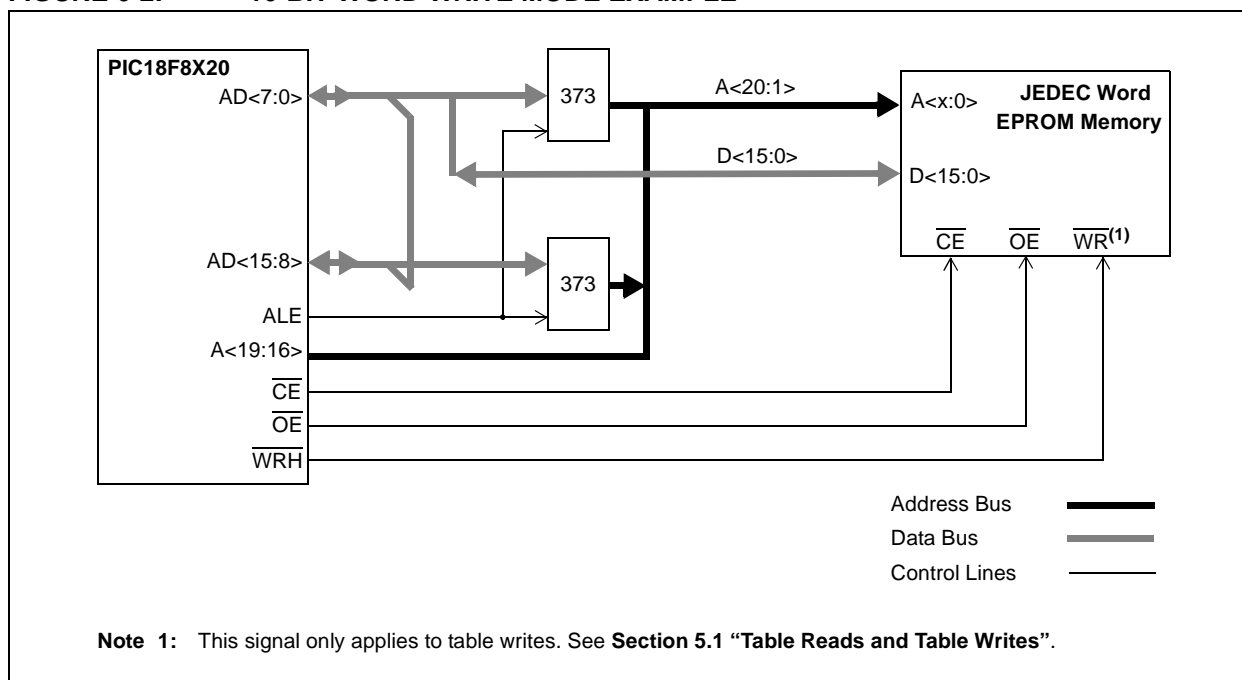 PIC18F8X20
AD<7:0>
373
A<20:1>
A<x:0>
JEDEC Word
EPROM Memory
D<15:0>
D<15:0>
CE
OE
WR(1)
AD<15:8>
373
ALE
A<19:16>
CE
OE
WRH
Address Bus
Data Bus
Control Lines
Note 1: This signal only applies to table writes. See Section 5.1 “Table Reads and Table Writes”.